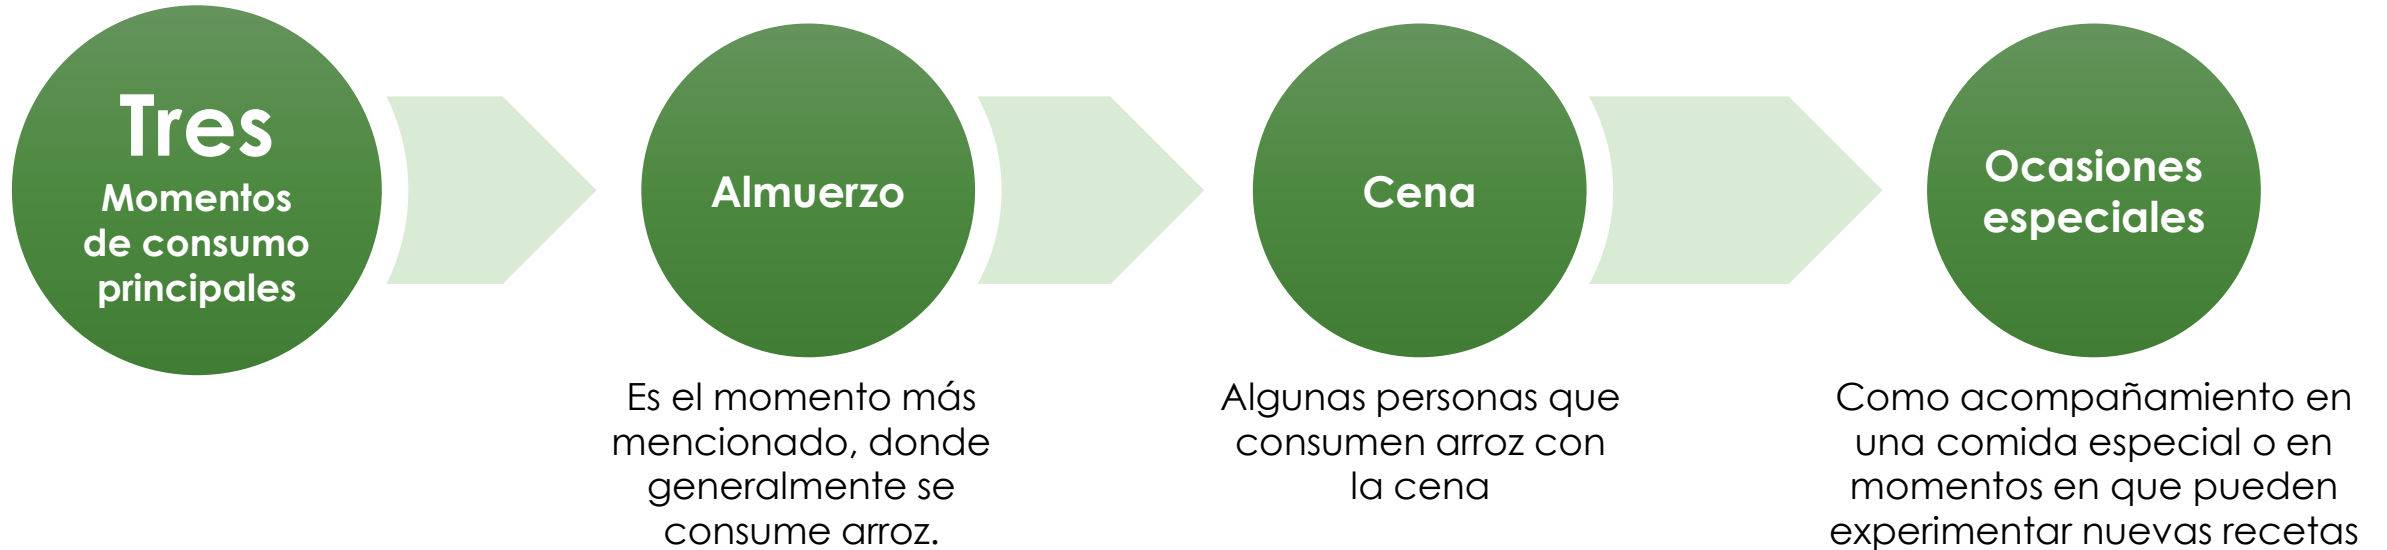 Tres
Momentos
de consumo
principales
Almuerzo
Es el momento más
mencionado, donde
generalmente se
consume arroz.
Cena
Algunas personas que
consumen arroz con
la cena
Ocasiones
especiales
Como acompañamiento en
una comida especial o en
momentos en que pueden
experimentar nuevas recetas